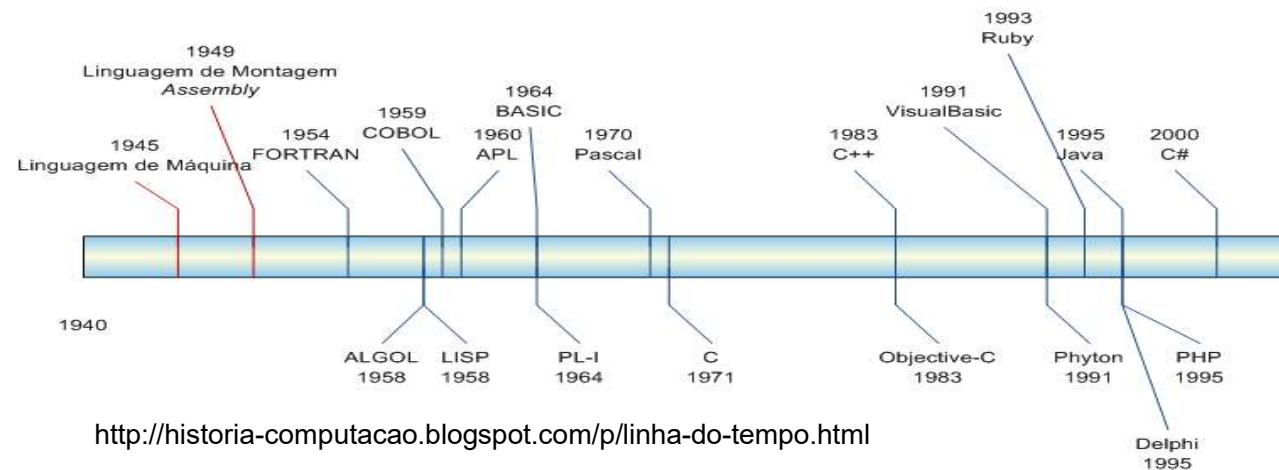 1993
Ruby
1949
Linguagem de Montagem
Assembly
1964
BASIC
1991
VisualBasic
1959
COBOL
1945
Linguagem de Máquina
1954
FORTRAN
1960
APL
1970
Pascal
1983
C++
1995
Java
2000
C#
1940
ALGOL
1958
LISP
1958
PL-I
1964
C
1971
Objective-C
1983
Phyton
1991
PHP
1995
Delphi
1995
http://historia-computacao.blogspot.com/p/linha-do-tempo.html